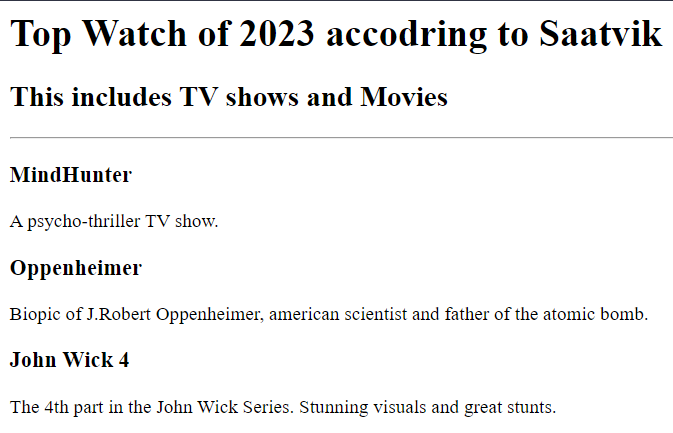 Top Watch of 2023 accodring to Saatvik
This includes TV shows and Movies
MindHunter
A psycho-thriller TV show.
Oppenheimer
Biopic of J.Robert Oppenheimer, american scientist and father of the atomic bomb.
John Wick 4
The 4th part in the John Wick Series. Stunning visuals and great stunts.